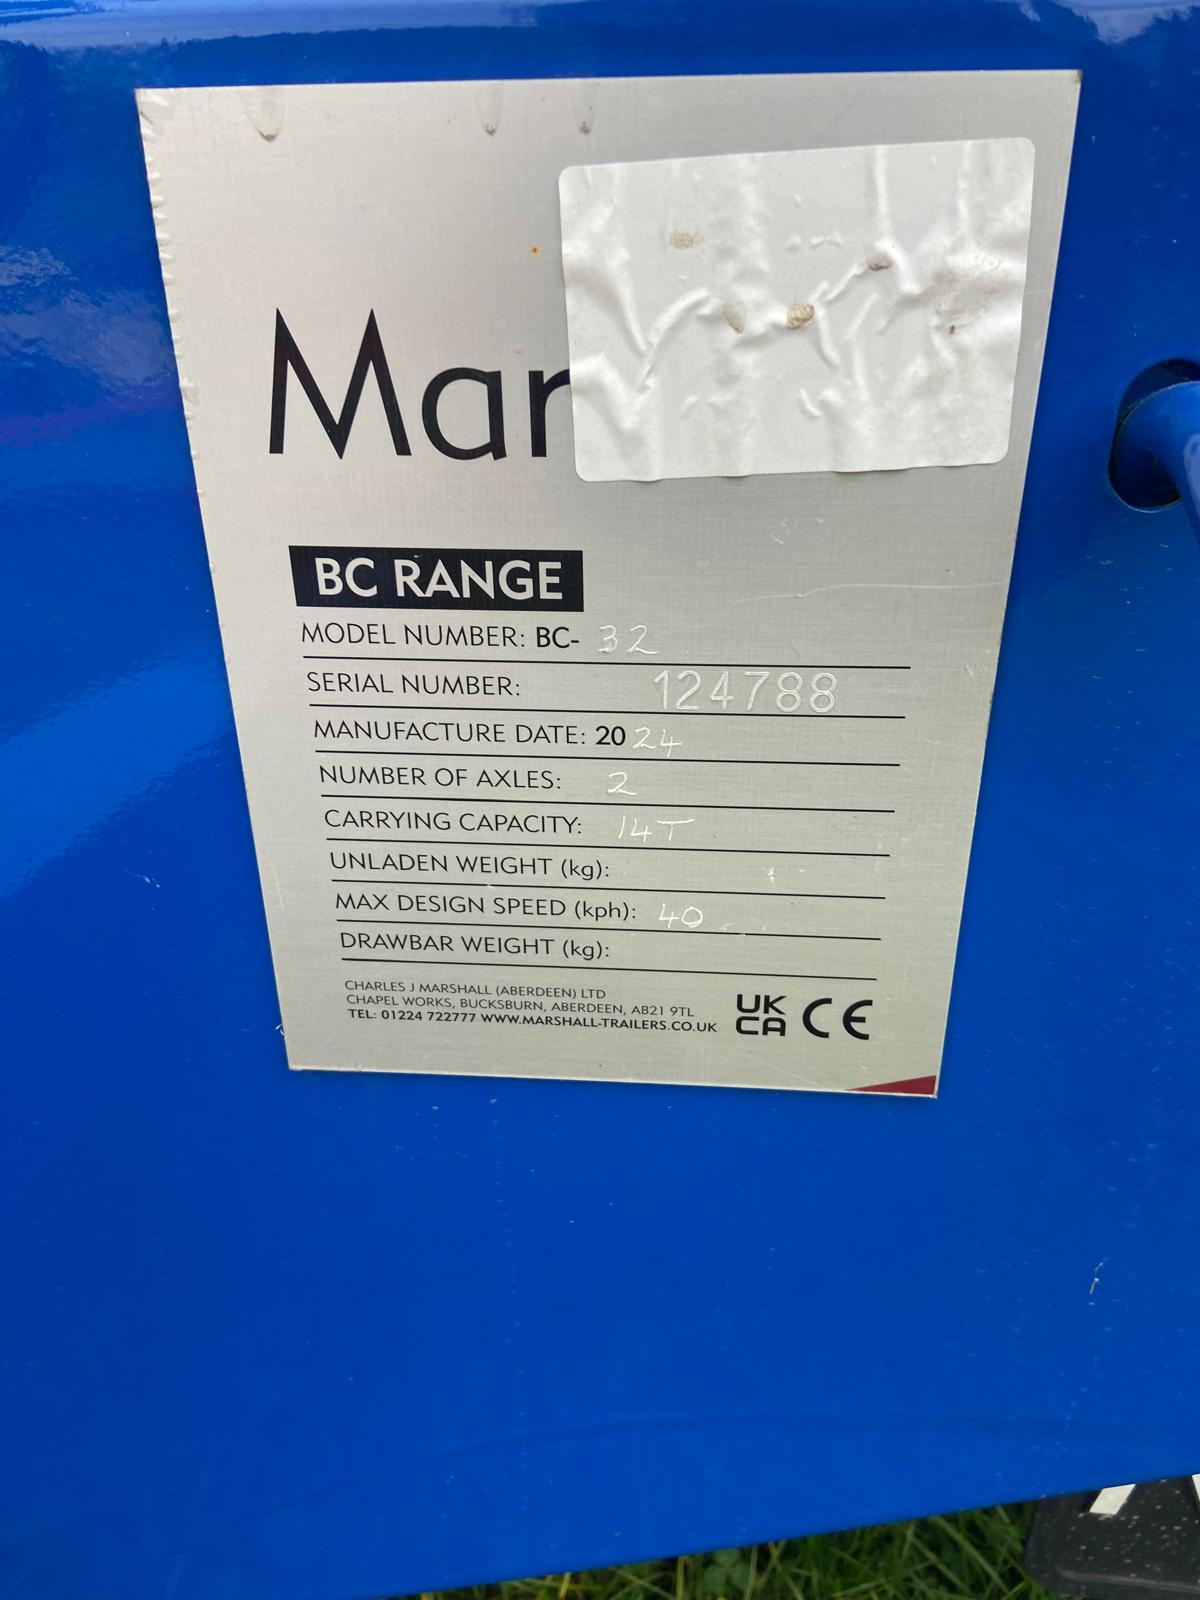 Mar
BC RANGE
MODEL NUMBER: BC- 32
SERIAL NUMBER: 124788
MANUFACTURE DATE: 2024
NUMBER OF AXLES: 2
CARRYING CAPACITY: 14T
UNLADEN WEIGHT (kg):
MAX DESIGN SPEED (kph): 40
DRAWBAR WEIGHT (kg):
CHARLES J MARSHALL (ABERDEEN) LTD
CHAPEL WORKS, BUCKSBURN, ABERDEEN, AB21 9TL
TEL: 01224 722777 WWW.MARSHALL-TRAILERS.CO.UK
UK
CA CE